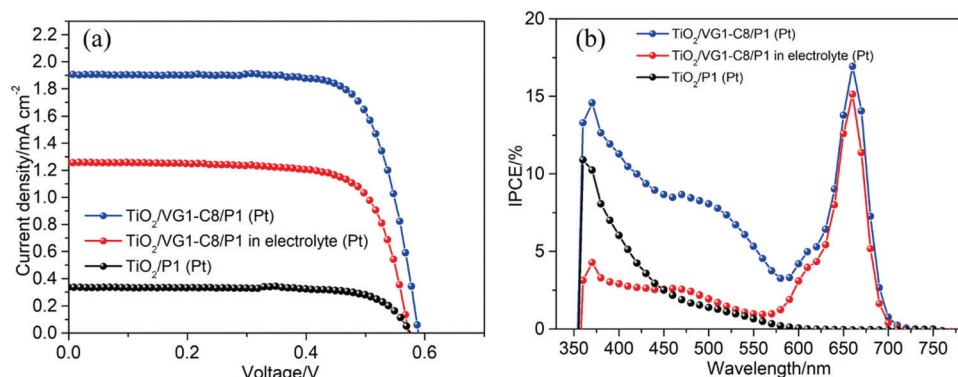 (a)
Current density/mA cm⁻²
2.0
1.8
1.6
1.4
1.2
1.0
0.8
0.6
0.4
0.2
0.0
TiO₂/VG1-C8/P1 (Pt)
TiO₂/VG1-C8/P1 in electrolyte (Pt)
TiO₂/P1 (Pt)
0.0 0.2 0.4 0.6
Voltage/V
(b)
IPCE/%
20
15
10
5
0
TiO₂/VG1-C8/P1 (Pt)
TiO₂/VG1-C8/P1 in electrolyte (Pt)
TiO₂/P1 (Pt)
350 400 450 500 550 600 650 700 750
Wavelength/nm